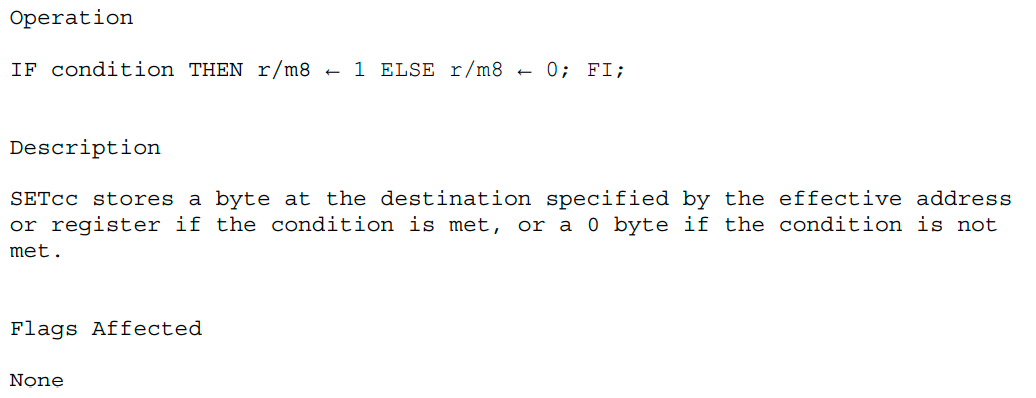 Operation
IF condition THEN r/m8 ← 1 ELSE r/m8 ← 0; FI;
Description
SETcc stores a byte at the destination specified by the effective address
or register if the condition is met, or a 0 byte if the condition is not
met.
Flags Affected
None